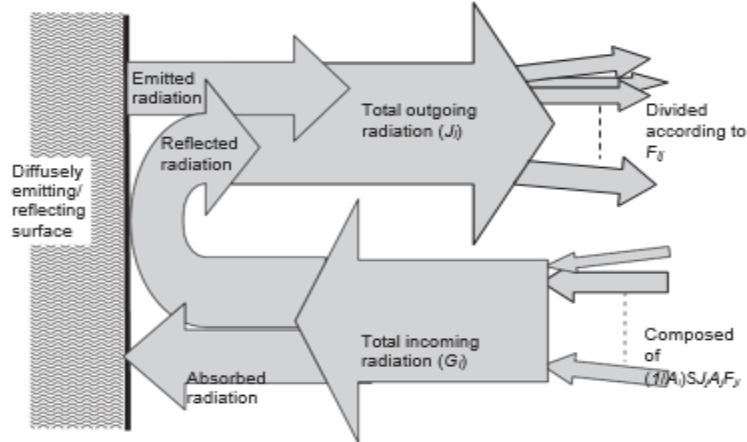 Emitted
radiation
Total outgoing
radiation (Ji)
Reflected
radiation
Divided
according to
Fij
Diffusely
emitting/
reflecting
surface
Total incoming
radiation (Gi)
Absorbed
radiation
Composed
of
(1/Ai)SJjAjFji